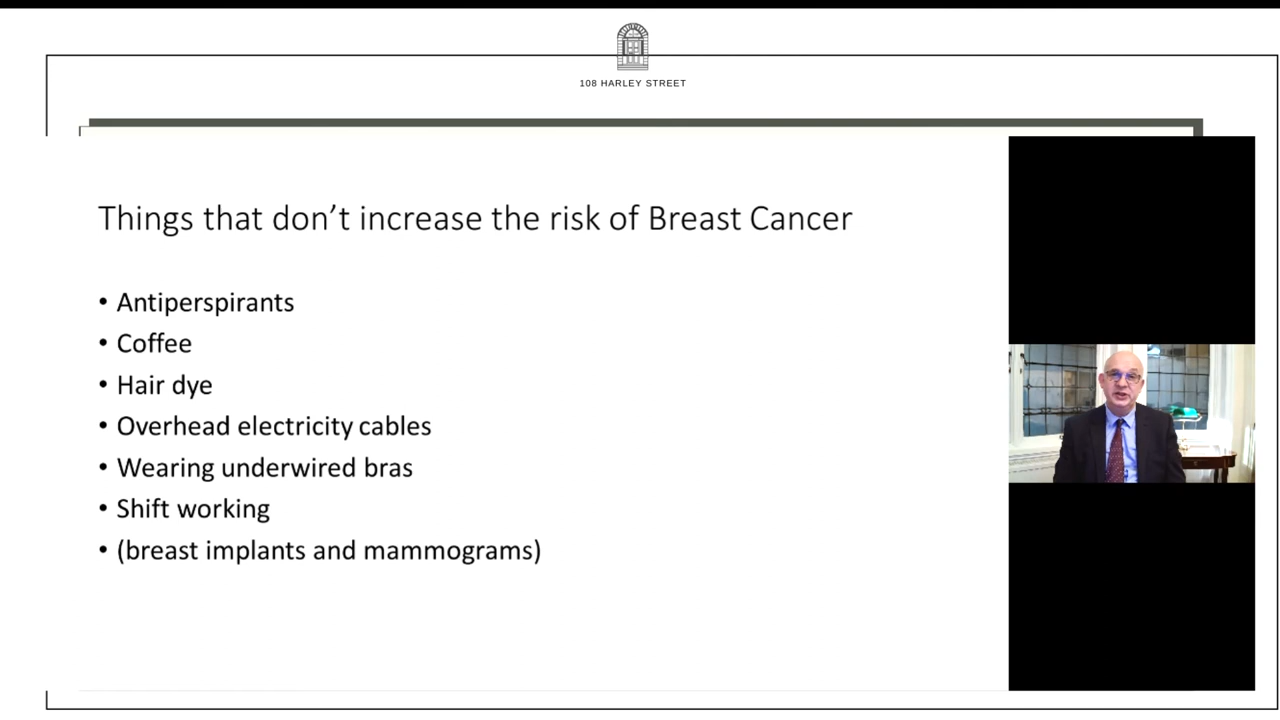 108 HARLEY STREET
Things that don't increase the risk of Breast Cancer
• Antiperspirants
• Coffee
• Hair dye
• Overhead electricity cables
• Wearing underwired bras
• Shift working
• (breast implants and mammograms)